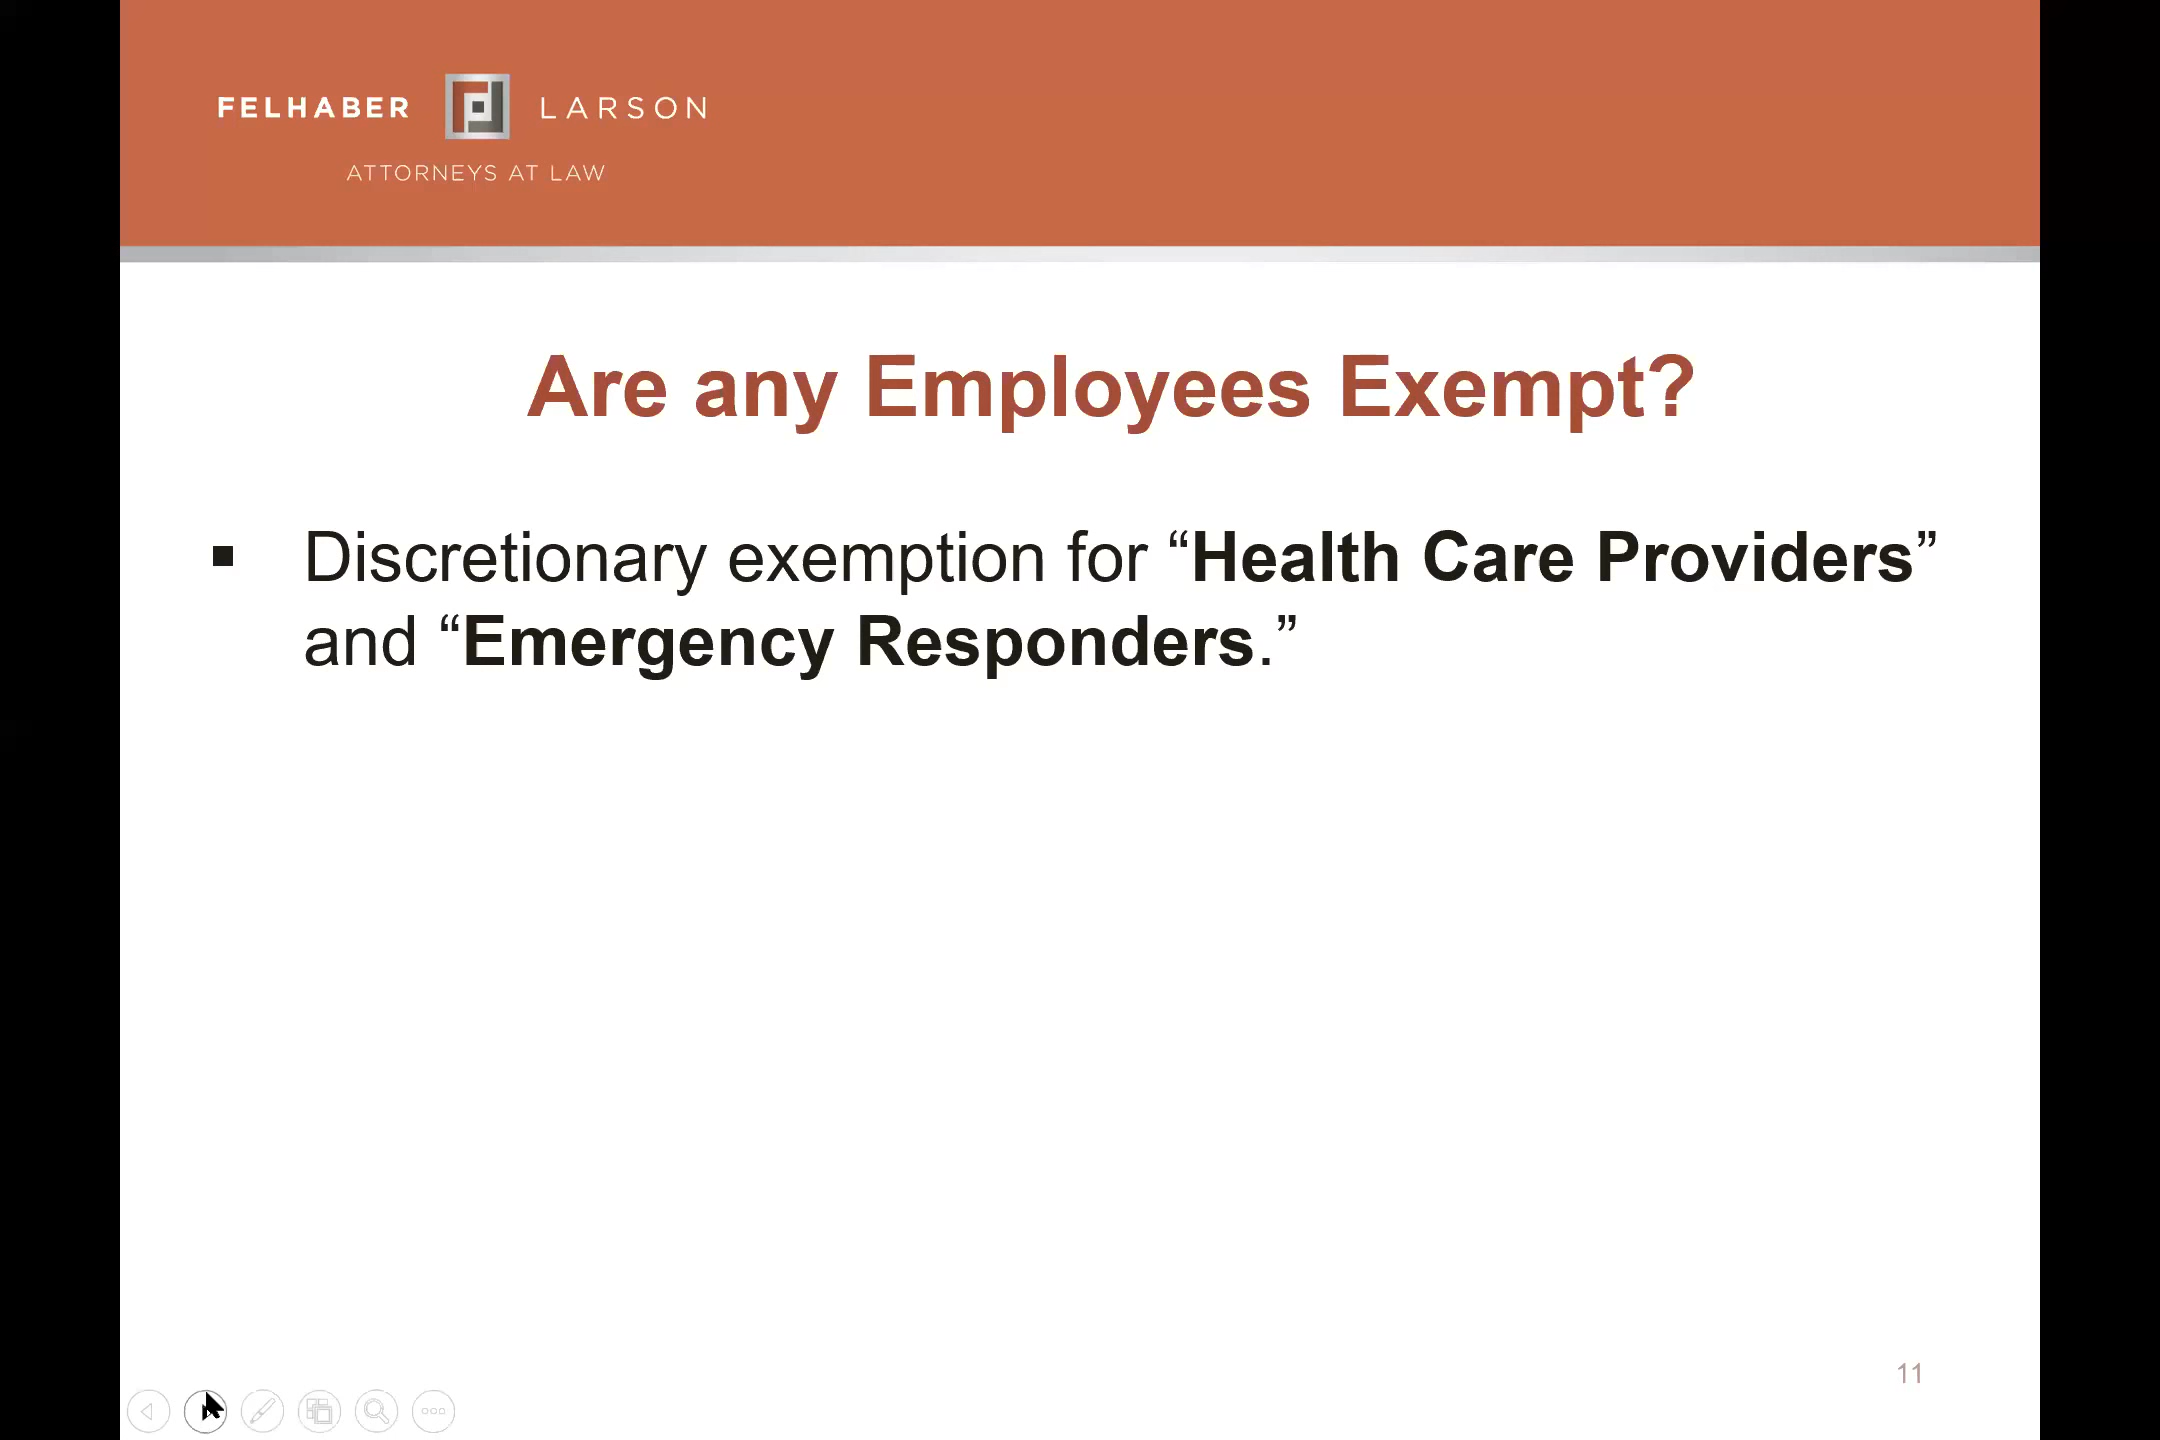 FELHABER LARSON
ATTORNEYS AT LAW
Are any Employees Exempt?
▪ Discretionary exemption for “Health Care Providers”
and “Emergency Responders.”
11